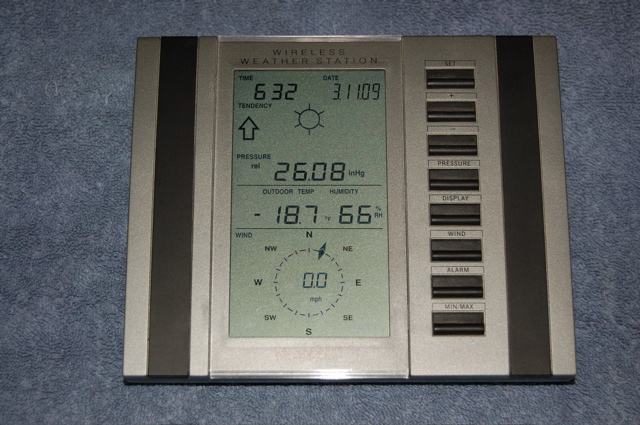 WIRELESS
WEATHER STATION
TIME DATE
6:32 3.11.09
TENDENCY
PRESSURE
rel 26.08 inHg
OUTDOOR TEMP HUMIDITY
-18.7 °F 66 % RH
WIND N
NW NE
W 0.0 E
mph
SW SE
S
SET
+
-
PRESSURE
DISPLAY
WIND
ALARM
MIN/MAX